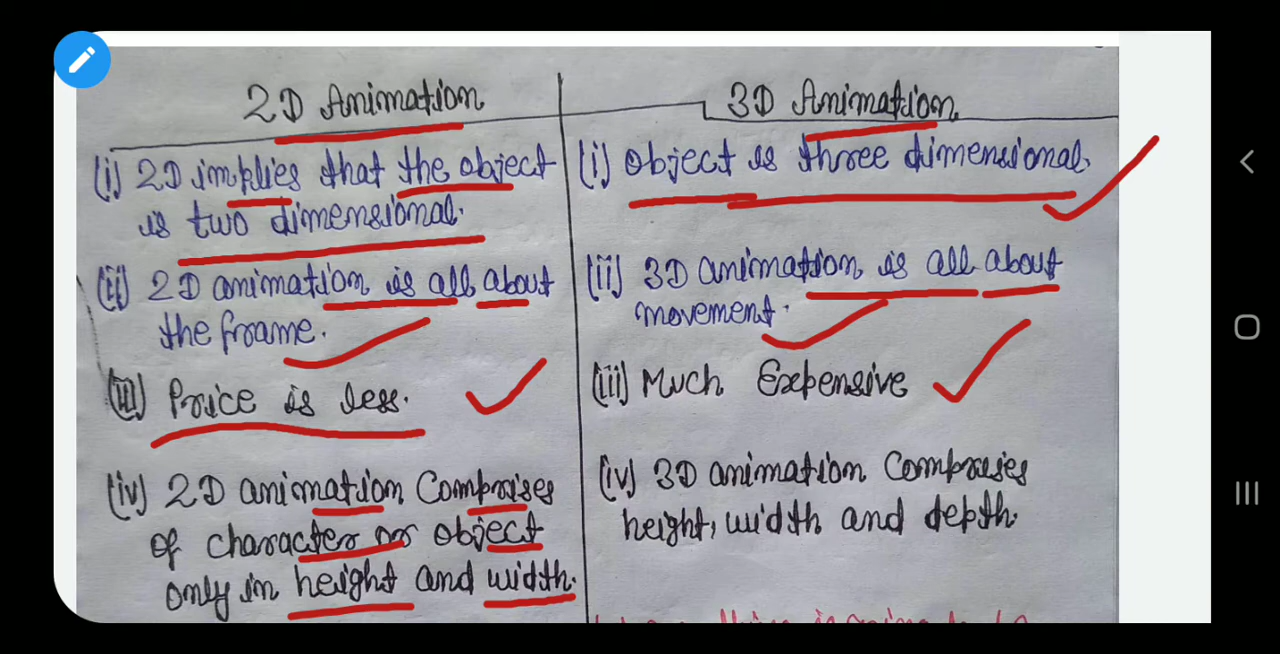 2D Animation
(i) 2D implies that the object
is two dimensional.
(ii) 2D animation is all about
the frame.
(iii) Price is less.
(iv) 2D animation Comprises
of character or object
only in height and width.
3D Animation
(i) Object is three dimensional.
(ii) 3D animation is all about
movement.
(iii) Much Expensive
(iv) 3D animation Comprises
height, width and depth.